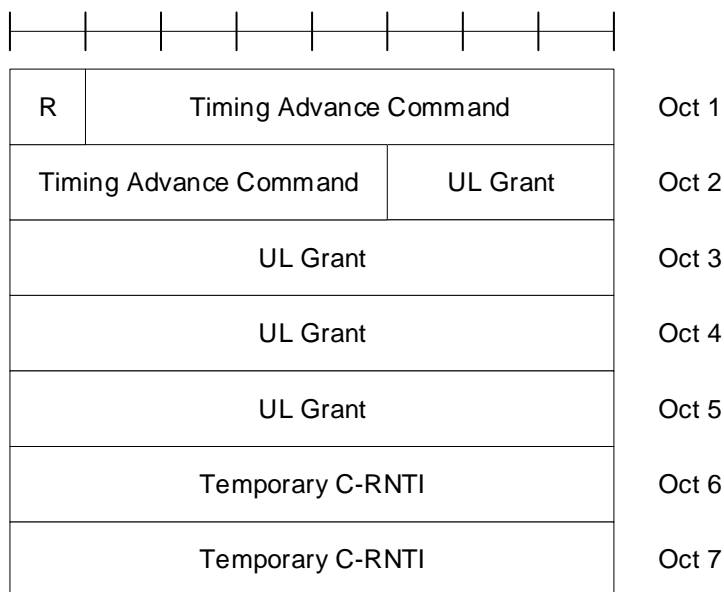 R Timing Advance Command Oct 1
Timing Advance Command UL Grant Oct 2
UL Grant Oct 3
UL Grant Oct 4
UL Grant Oct 5
Temporary C-RNTI Oct 6
Temporary C-RNTI Oct 7